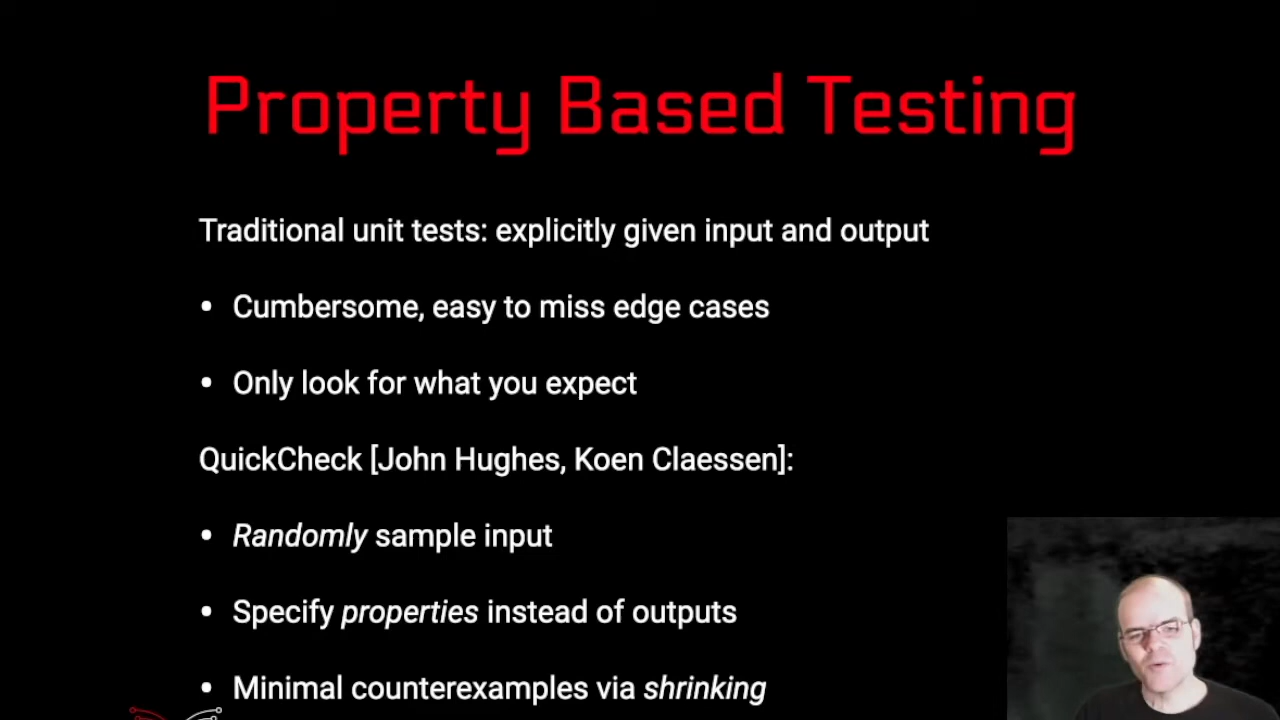 Property Based Testing
Traditional unit tests: explicitly given input and output
• Cumbersome, easy to miss edge cases
• Only look for what you expect
QuickCheck [John Hughes, Koen Claessen]:
• Randomly sample input
• Specify properties instead of outputs
• Minimal counterexamples via shrinking